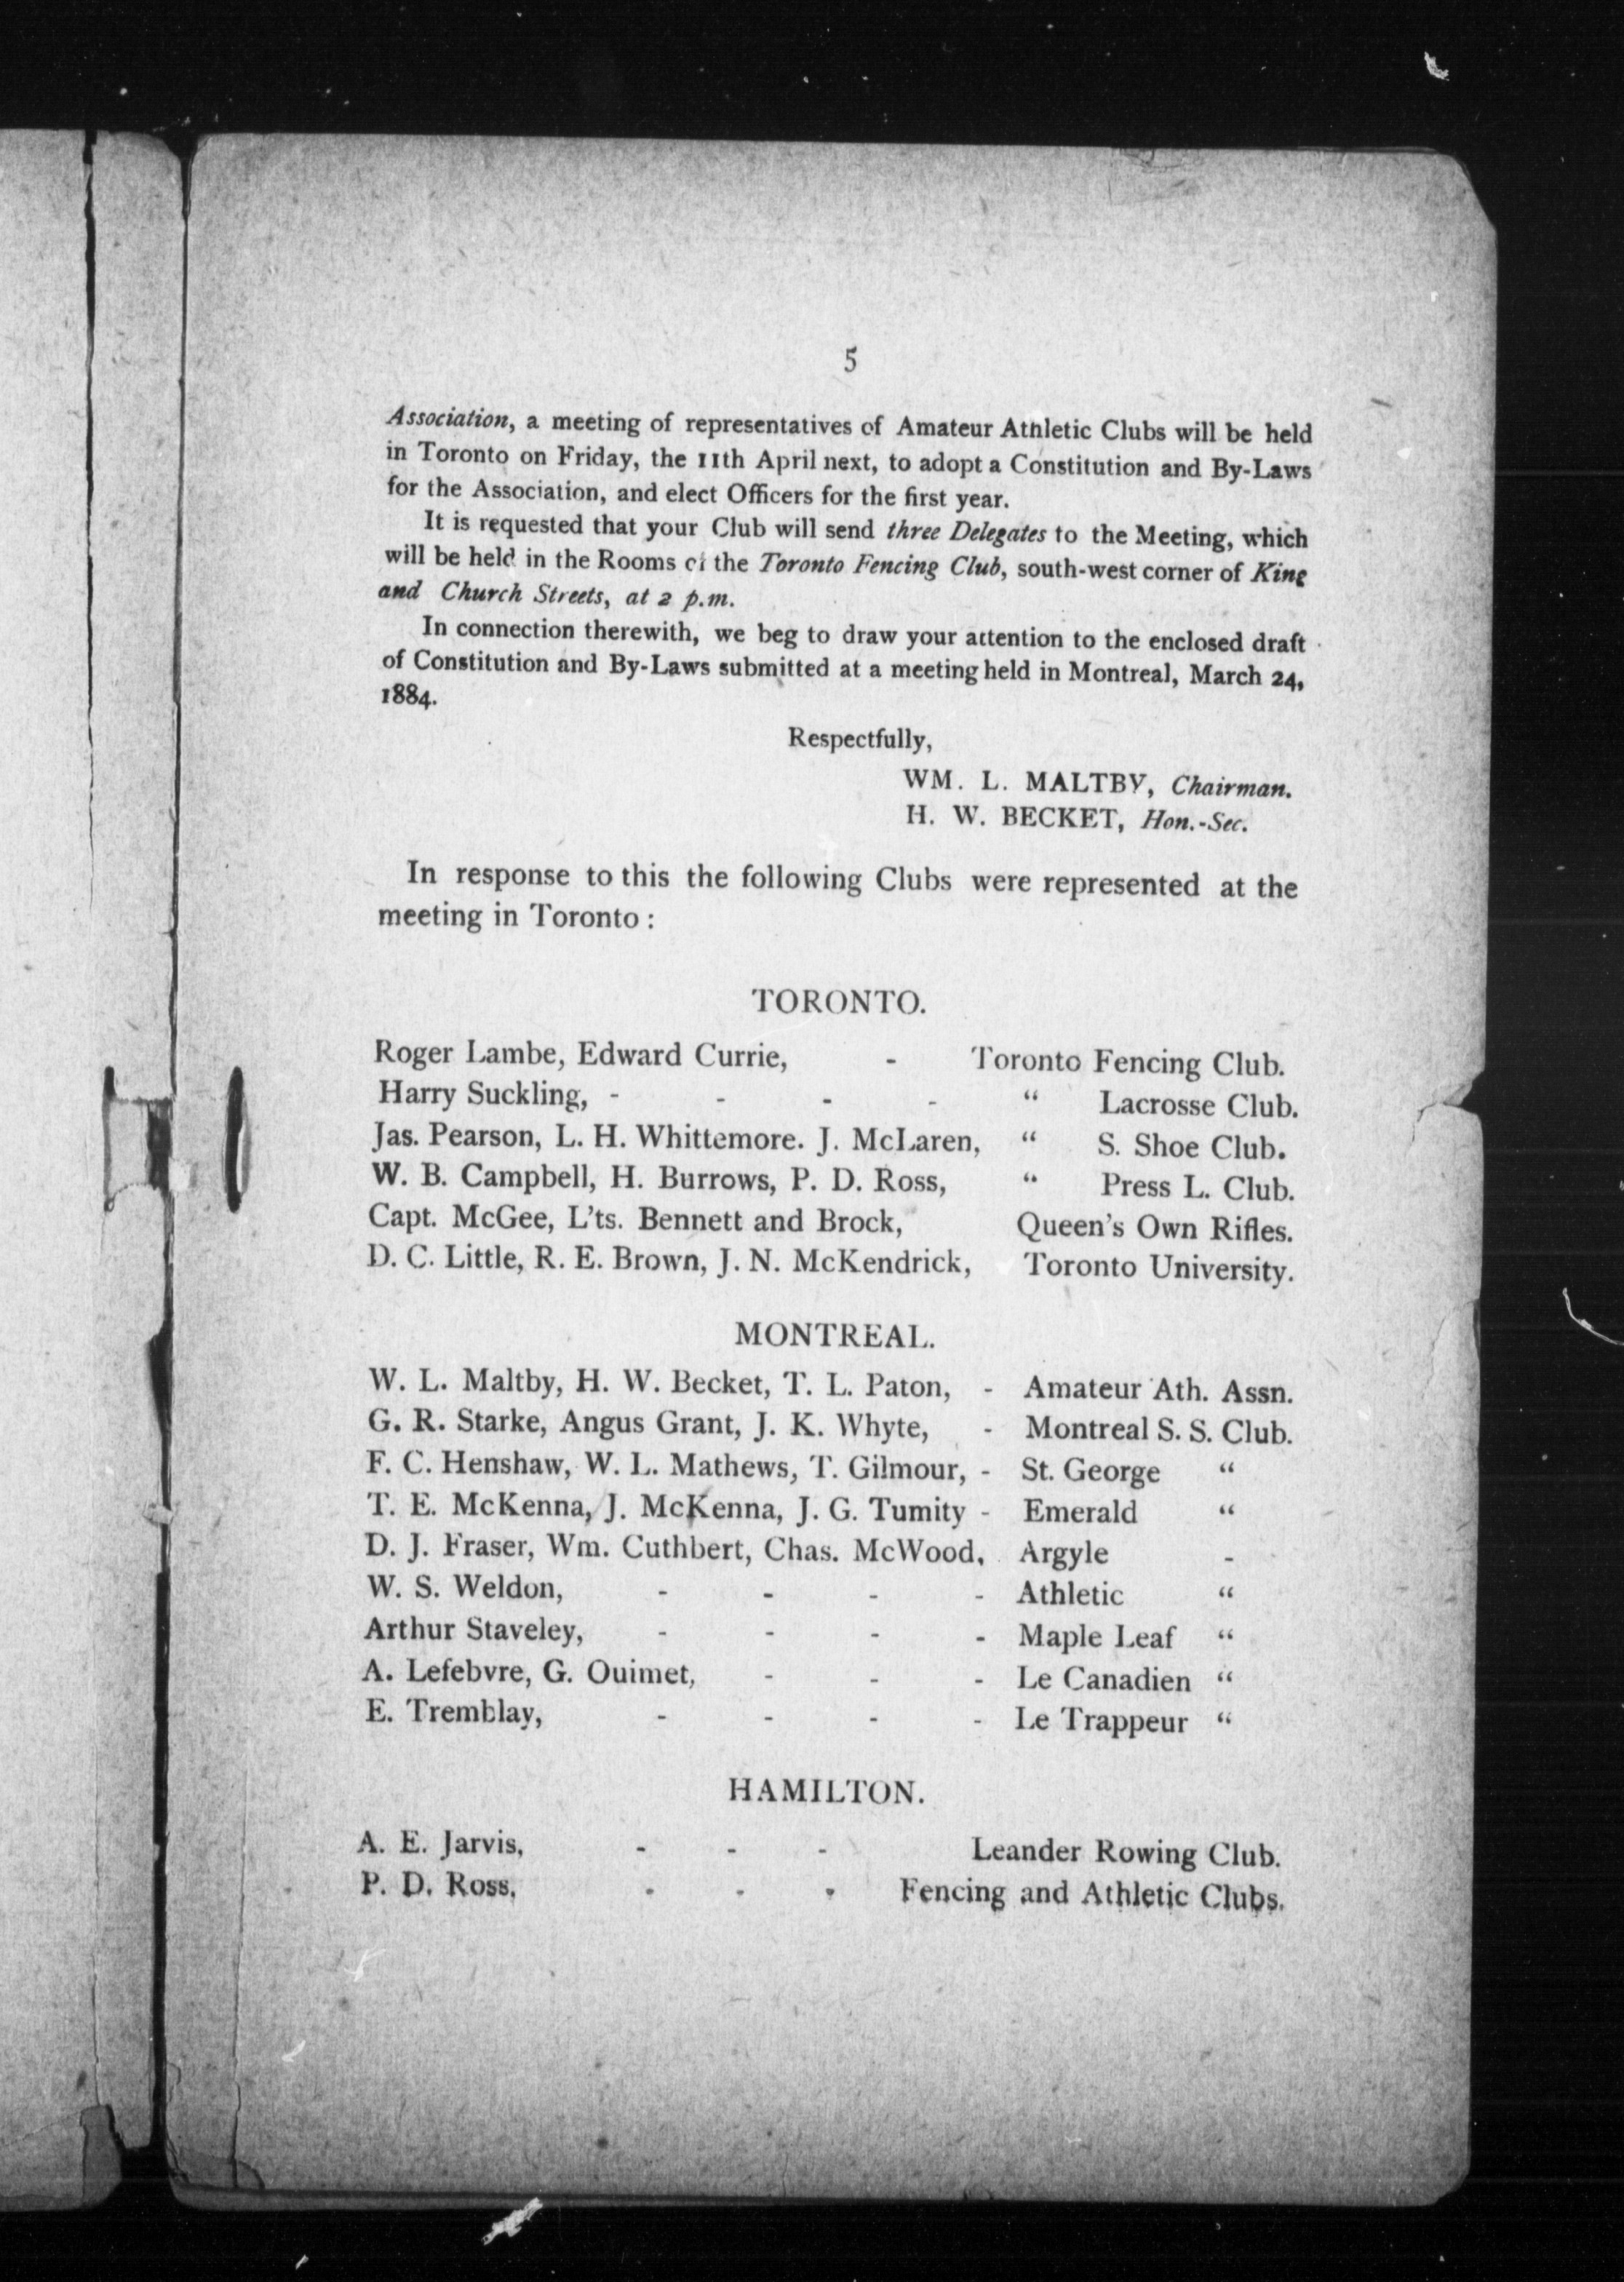 5
Association, a meeting of representatives of Amateur Athletic Clubs will be held
in Toronto on Friday, the 11th April next, to adopt a Constitution and By-Laws
for the Association, and elect Officers for the first year.
It is requested that your Club will send three Delegates to the Meeting, which
will be held in the Rooms of the Toronto Fencing Club, south-west corner of King
and Church Streets, at 2 p.m.
In connection therewith, we beg to draw your attention to the enclosed draft
of Constitution and By-Laws submitted at a meeting held in Montreal, March 24,
1884.
Respectfully,
WM. L. MALTBY, Chairman.
H. W. BECKET, Hon.-Sec.
In response to this the following Clubs were represented at the
meeting in Toronto :
TORONTO.
Roger Lambe, Edward Currie, - Toronto Fencing Club.
Harry Suckling, - - - - “ Lacrosse Club.
Jas. Pearson, L. H. Whittemore. J. McLaren, “ S. Shoe Club.
W. B. Campbell, H. Burrows, P. D. Ross, “ Press L. Club.
Capt. McGee, L'ts. Bennett and Brock, Queen's Own Rifles.
D. C. Little, R. E. Brown, J. N. McKendrick, Toronto University.
MONTREAL.
W. L. Maltby, H. W. Becket, T. L. Paton, - Amateur Ath. Assn.
G. R. Starke, Angus Grant, J. K. Whyte, - Montreal S. S. Club.
F. C. Henshaw, W. L. Mathews, T. Gilmour, - St. George “
T. E. McKenna, J. McKenna, J. G. Tumity - Emerald “
D. J. Fraser, Wm. Cuthbert, Chas. McWood, Argyle -
W. S. Weldon, - - - - Athletic “
Arthur Staveley, - - - - Maple Leaf “
A. Lefebvre, G. Ouimet, - - - Le Canadien “
E. Tremblay, - - - - Le Trappeur “
HAMILTON.
A. E. Jarvis, - - - Leander Rowing Club.
P. D. Ross, - - - Fencing and Athletic Clubs.